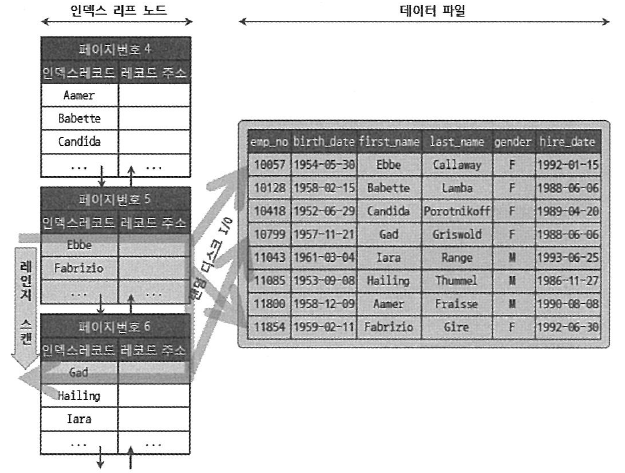 인덱스 리프 노드
데이터 파일
페이지번호 4
인덱스레코드 레코드 주소
Aamer
Babette
Candida
...
페이지번호 5
인덱스레코드 레코드 주소
Ebbe
Fabrizio
...
페이지번호 6
인덱스레코드 레코드 주소
Gad
Hailing
Iara
...
레인지 스캔
랜덤 디스크 I/O
emp_no birth_date first_name last_name gender hire_date
10057 1954-05-30 Ebbe Callaway F 1992-01-15
10128 1958-02-15 Babette Lamba F 1988-06-06
10418 1952-06-29 Candida Porotnikoff F 1989-04-20
10799 1957-11-21 Gad Griswold F 1988-06-06
11043 1961-03-04 Iara Range M 1993-06-25
11085 1953-09-08 Hailing Thummel M 1986-11-27
11800 1958-12-09 Aamer Fraisse M 1990-08-08
11854 1959-02-11 Fabrizio Gire F 1992-06-30